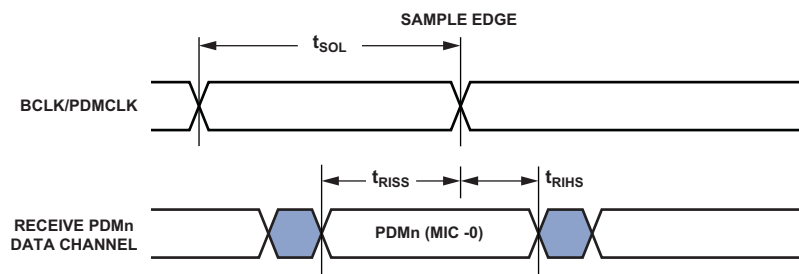 SAMPLE EDGE
tSOL
BCLK/PDMCLK
tRISS
tRIHS
RECEIVE PDMn
DATA CHANNEL
PDMn (MIC -0)